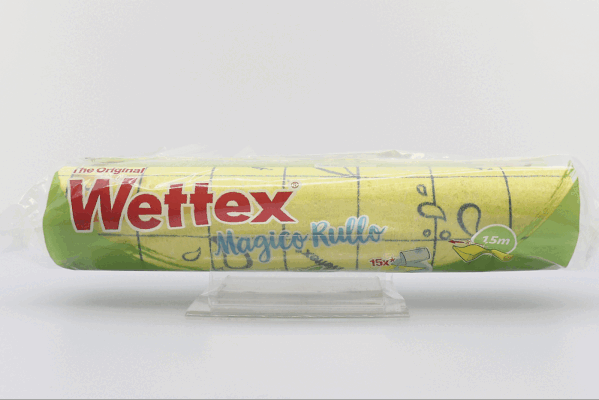 The Original
Wettex®
Magico Rullo
15x
1.5m